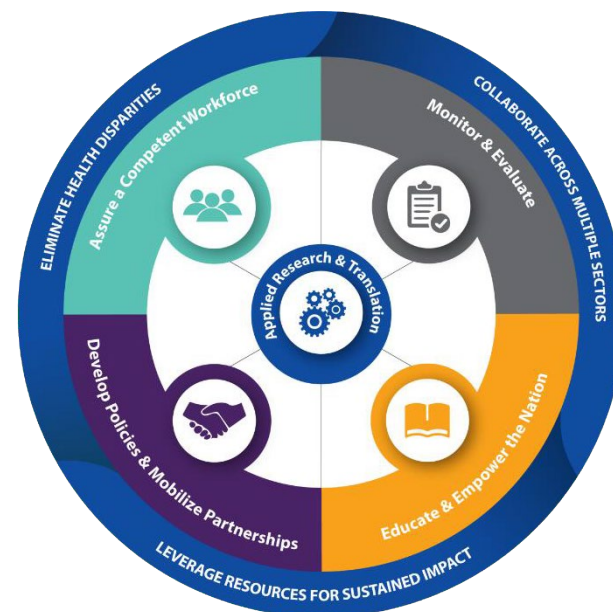 ELIMINATE HEALTH DISPARITIES
COLLABORATE ACROSS MULTIPLE SECTORS
Assure a Competent Workforce
Monitor & Evaluate
Applied Research & Translation
Develop Policies & Mobilize Partnerships
Educate & Empower the Nation
LEVERAGE RESOURCES FOR SUSTAINED IMPACT